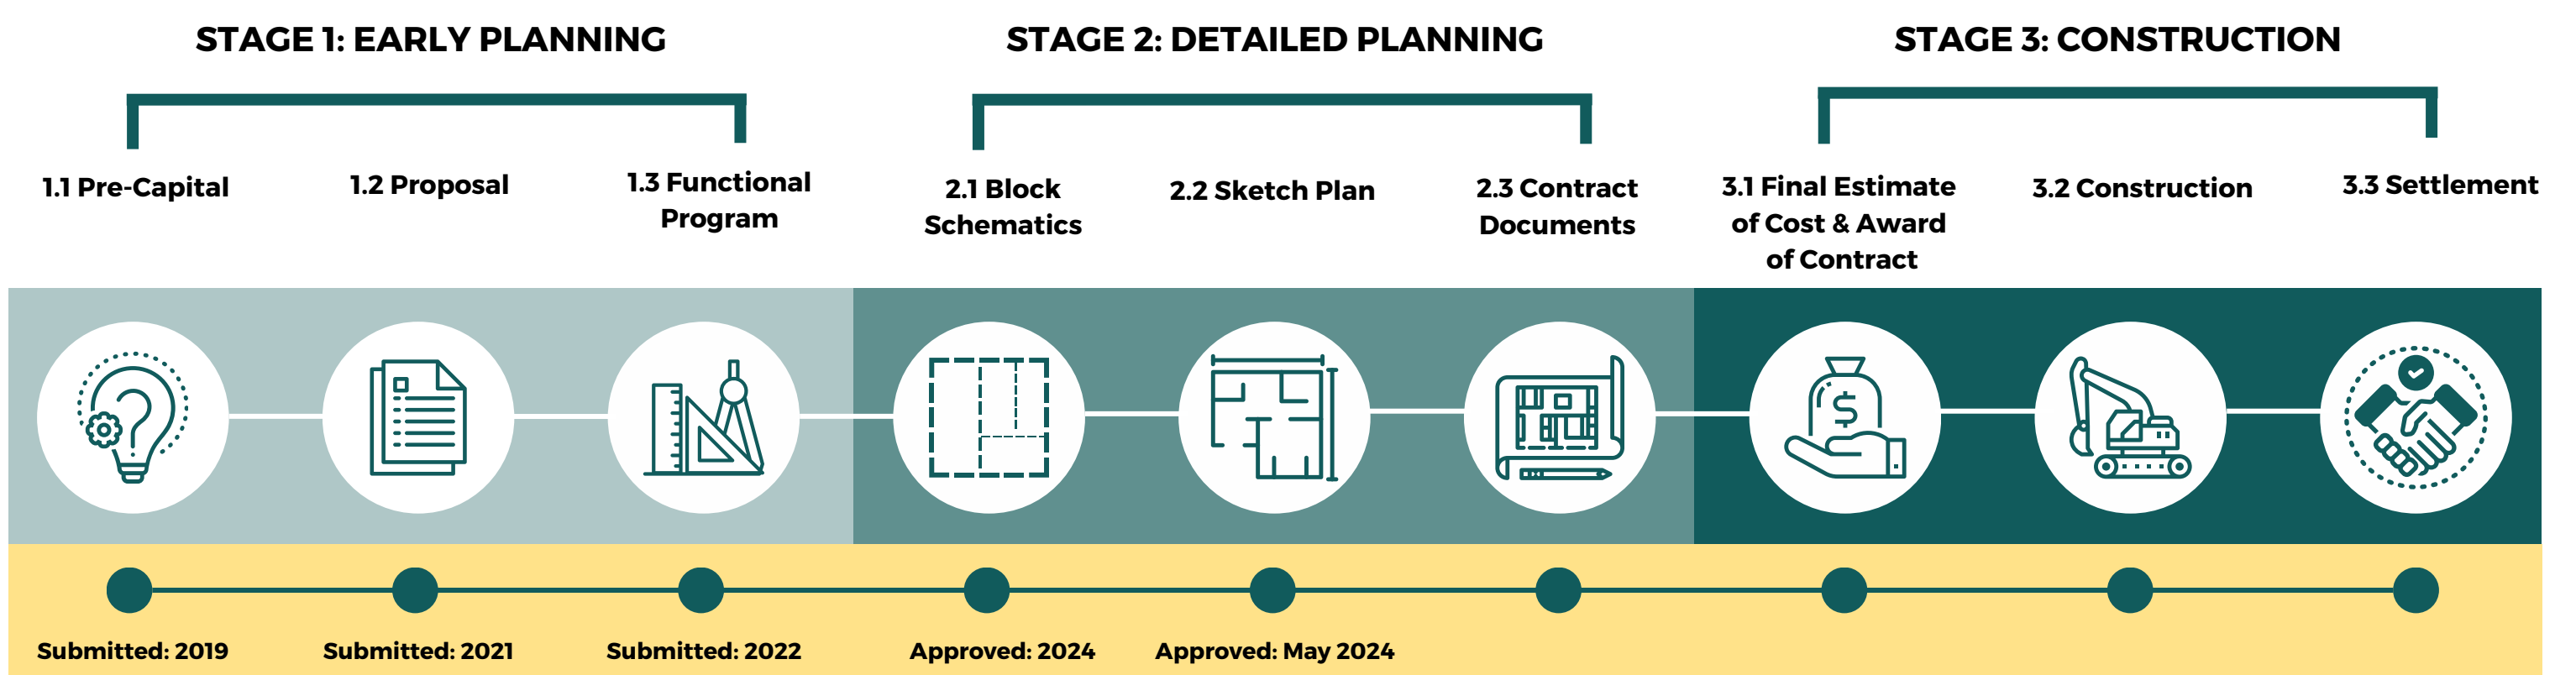 STAGE 1: EARLY PLANNING
STAGE 2: DETAILED PLANNING
STAGE 3: CONSTRUCTION
1.1 Pre-Capital
1.2 Proposal
1.3 Functional
Program
2.1 Block
Schematics
2.2 Sketch Plan
2.3 Contract
Documents
3.1 Final Estimate
of Cost & Award
of Contract
3.2 Construction
3.3 Settlement
$
Submitted: 2019
Submitted: 2021
Submitted: 2022
Approved: 2024
Approved: May 2024